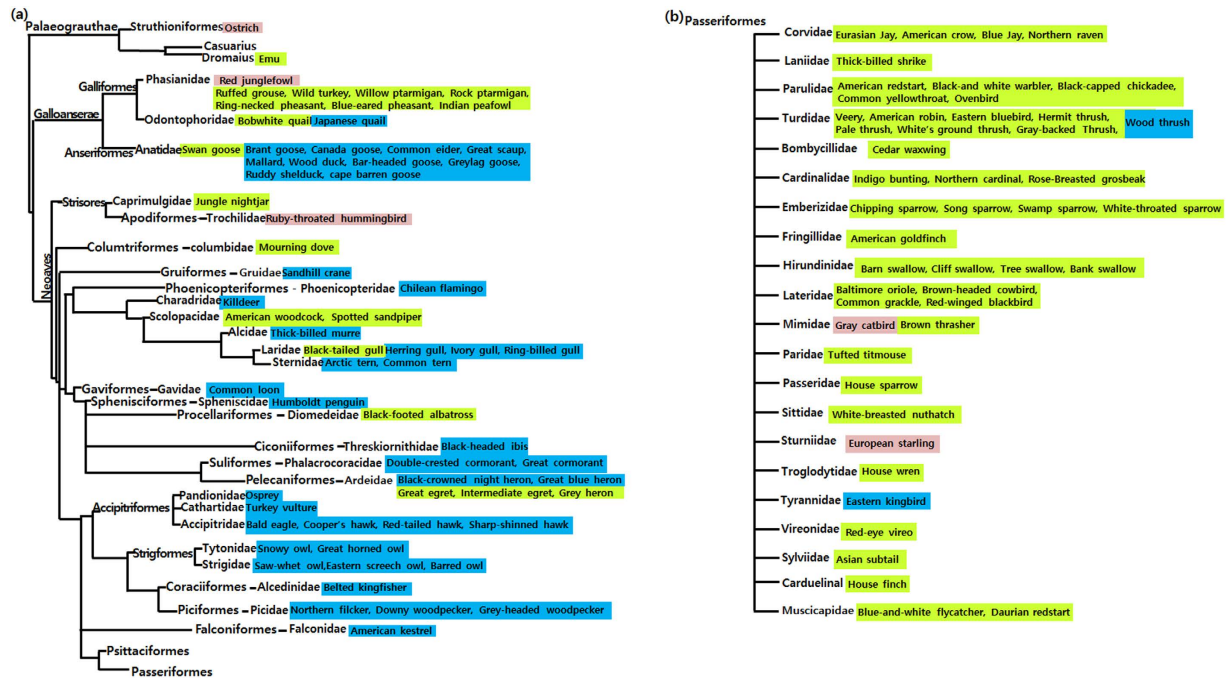 (a)
Palaeograuthae Struthioniformes Ostrich
Casuarius
Dromaius Emu
Galloanserae
Galliformes
Phasianidae Red junglefowl
Ruffed grouse, Wild turkey, Willow ptarmigan, Rock ptarmigan,
Ring-necked pheasant, Blue-eared pheasant, Indian peafowl
Odontophoridae Bobwhite quail Japanese quail
Anseriformes Anatidae Swan goose Brant goose, Canada goose, Common eider, Great scaup,
Mallard, Wood duck, Bar-headed goose, Greylag goose,
Ruddy shelduck, cape barren goose
Neoaves
Strisores Caprimulgidae Jungle nightjar
Apodiformes-Trochilidae Ruby-throated hummingbird
Columtriformes -columbidae Mourning dove
Gruiformes - Gruidae Sandhill crane
Phoenicopteriformes - Phoenicopteridae Chilean flamingo
Charadridae Killdeer
Scolopacidae American woodcock, Spotted sandpiper
Alcidae Thick-billed murre
Laridae Black-tailed gull Herring gull, Ivory gull, Ring-billed gull
Sternidae Arctic tern, Common tern
Gaviformes-Gavidae Common loon
Sphenisciformes-Spheniscidae Humboldt penguin
Procellariformes - Diomedeidae Black-footed albatross
Ciconiiformes -Threskiornithidae Black-headed ibis
Suliformes -Phalacrocoracidae Double-crested cormorant, Great cormorant
Pelecaniformes-Ardeidae Black-crowned night heron, Great blue heron
Great egret, Intermediate egret, Grey heron
Accipitriformes
Pandionidae Osprey
Cathartidae Turkey vulture
Accipitridae Bald eagle, Cooper's hawk, Red-tailed hawk, Sharp-shinned hawk
Strigformes
Tytonidae Snowy owl, Great horned owl
Strigidae Saw-whet owl,Eastern screech owl, Barred owl
Coraciiformes -Alcedinidae Belted kingfisher
Piciformes -Picidae Northern filcker, Downy woodpecker, Grey-headed woodpecker
Falconiformes-Falconidae American kestrel
Psittaciformes
Passeriformes
(b) Passeriformes
Corvidae Eurasian Jay, American crow, Blue Jay, Northern raven
Laniidae Thick-billed shrike
Parulidae American redstart, Black-and white warbler, Black-capped chickadee,
Common yellowthroat, Ovenbird
Turdidae Veery, American robin, Eastern bluebird, Hermit thrush,
Pale thrush, White's ground thrush, Gray-backed Thrush, Wood thrush
Bombycillidae Cedar waxwing
Cardinalidae Indigo bunting, Northern cardinal, Rose-Breasted grosbeak
Emberizidae Chipping sparrow, Song sparrow, Swamp sparrow, White-throated sparrow
Fringillidae American goldfinch
Hirundinidae Barn swallow, Cliff swallow, Tree swallow, Bank swallow
Lateridae Baltimore oriole, Brown-headed cowbird,
Common grackle, Red-winged blackbird
Mimidae Gray catbird Brown thrasher
Paridae Tufted titmouse
Passeridae House sparrow
Sittidae White-breasted nuthatch
Sturniidae European starling
Troglodytidae House wren
Tyrannidae Eastern kingbird
Vireonidae Red-eye vireo
Sylviidae Asian subtail
Carduelinal House finch
Muscicapidae Blue-and-white flycatcher, Daurian redstart